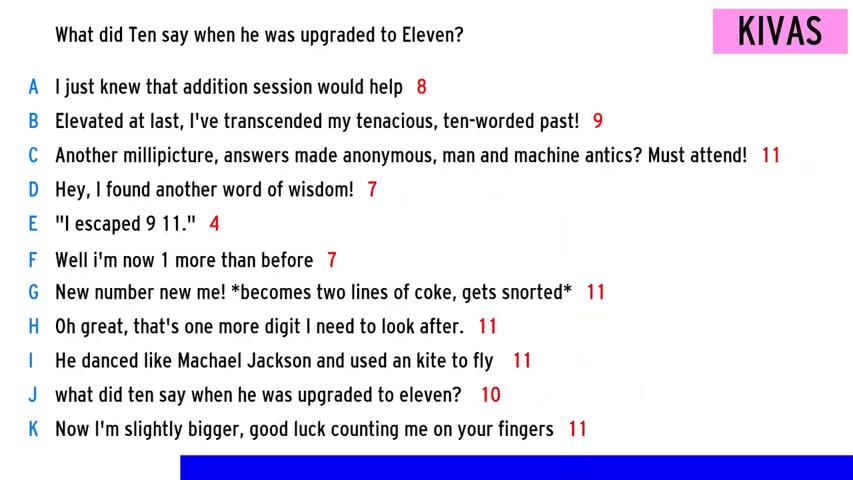 What did Ten say when he was upgraded to Eleven?
KIVAS
A I just knew that addition session would help 8
B Elevated at last, I've transcended my tenacious, ten-worded past! 9
C Another millipicture, answers made anonymous, man and machine antics? Must attend! 11
D Hey, I found another word of wisdom! 7
E "I escaped 9 11." 4
F Well i'm now 1 more than before 7
G New number new me! *becomes two lines of coke, gets snorted* 11
H Oh great, that's one more digit I need to look after. 11
I He danced like Machael Jackson and used an kite to fly 11
J what did ten say when he was upgraded to eleven? 10
K Now I'm slightly bigger, good luck counting me on your fingers 11